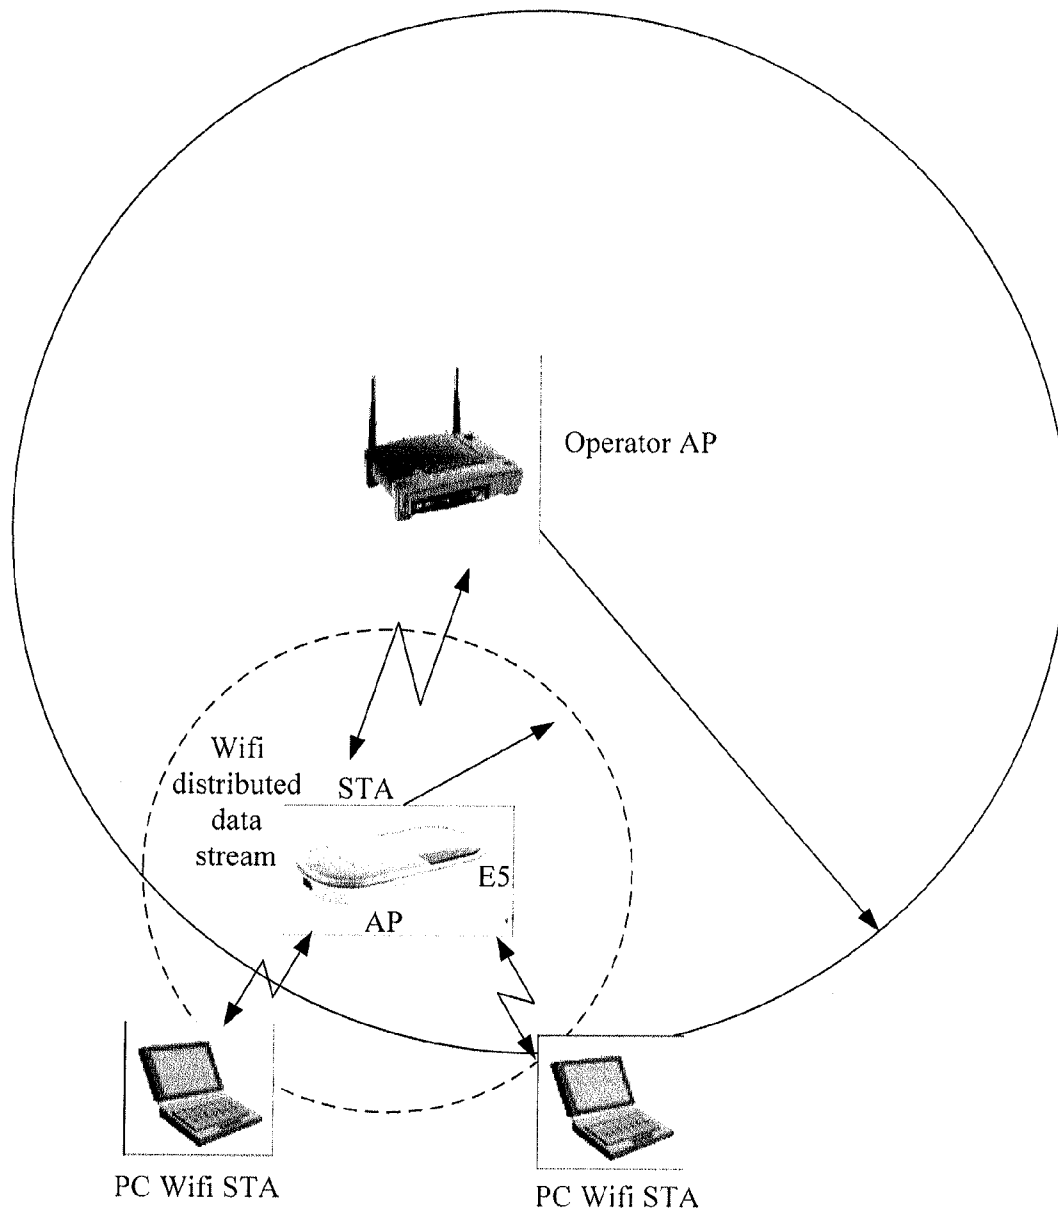 Operator AP
Wifi
distributed
data
stream
STA
E5
AP
PC Wifi STA
PC Wifi STA